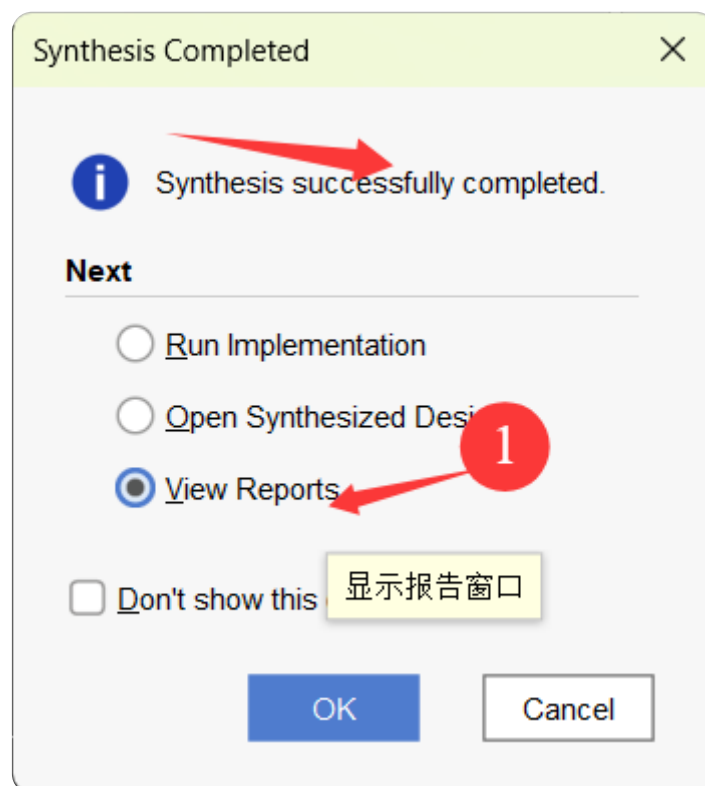 Synthesis Completed
Synthesis successfully completed.
Next
Run Implementation
Open Synthesized
1
View Reports
Don't show this
显示报告窗口
OK
Cancel